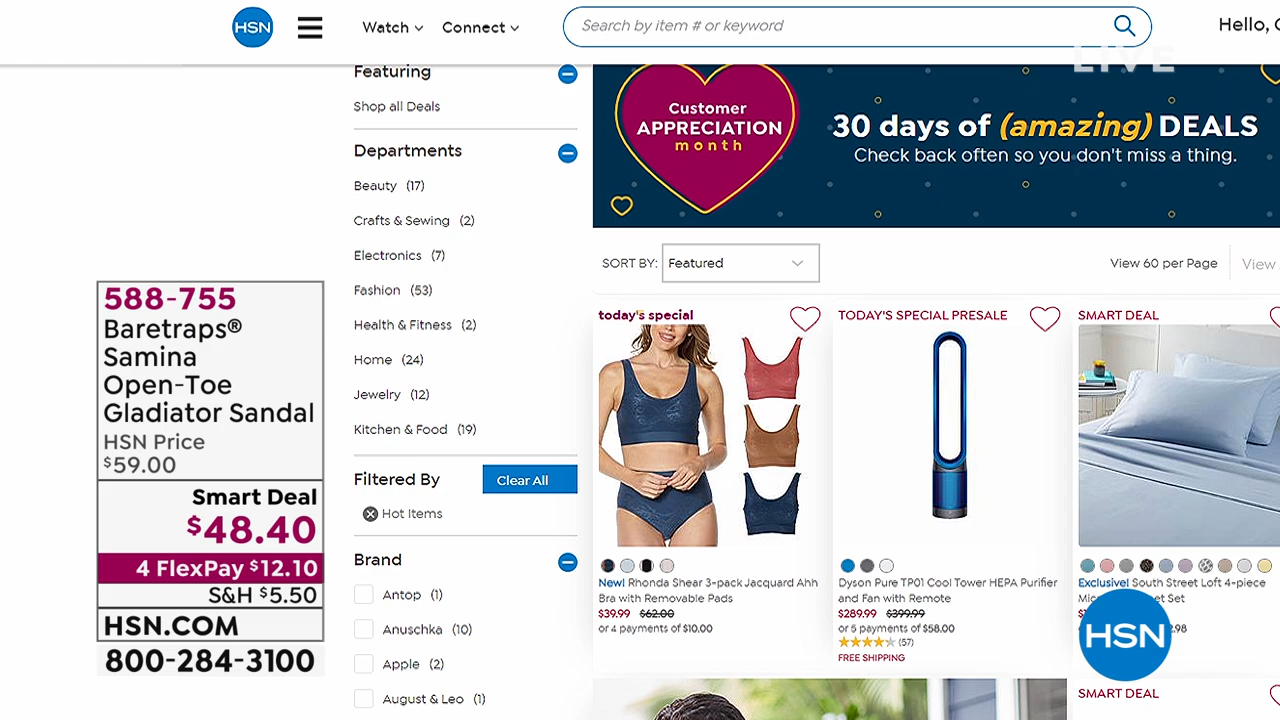 HSN
Watch
Connect
Search by item # or keyword
Hello,
LIVE
588-755
Baretraps®
Samina
Open-Toe
Gladiator Sandal
HSN Price
$59.00
Smart Deal
$48.40
4 FlexPay $12.10
S&H $5.50
HSN.COM
800-284-3100
Featuring
Shop all Deals
Departments
Beauty (17)
Crafts & Sewing (2)
Electronics (7)
Fashion (53)
Health & Fitness (2)
Home (24)
Jewelry (12)
Kitchen & Food (19)
Filtered By
Clear All
Hot Items
Brand
Antop (1)
Anuschka (10)
Apple (2)
August & Leo (1)
Customer
APPRECIATION
month
30 days of (amazing) DEALS
Check back often so you don't miss a thing.
SORT BY: Featured
View 60 per Page
View
today's special
New! Rhonda Shear 3-pack Jacquard Ahh
Bra with Removable Pads
$39.99 $62.00
or 4 payments of $10.00
TODAY'S SPECIAL PRESALE
Dyson Pure TP01 Cool Tower HEPA Purifier
and Fan with Remote
$289.99 $399.99
or 5 payments of $58.00
(57)
FREE SHIPPING
SMART DEAL
Exclusive! South Street Loft 4-piece
Set
HSN
SMART DEAL